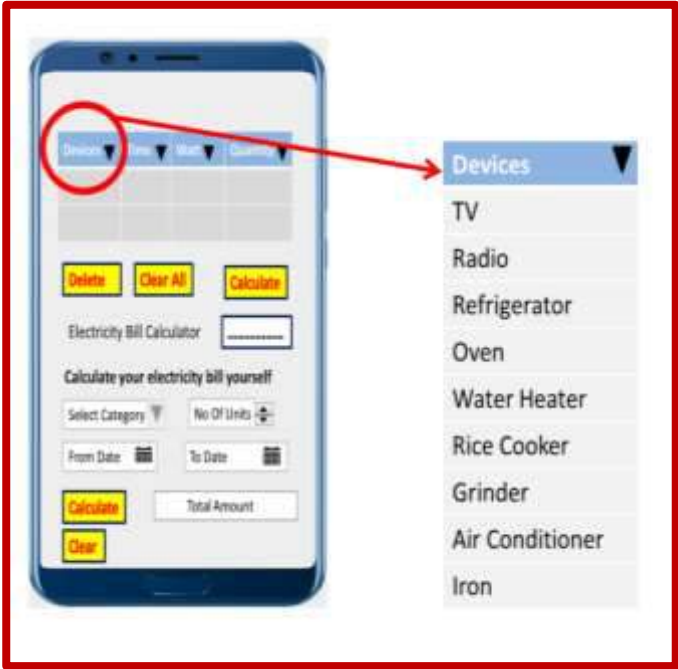 Devices Time Watt Quantity
Delete Clear All Calculate
Electricity Bill Calculator
Calculate your electricity bill yourself
Select Category No Of Units
From Date To Date
Calculate Total Amount
Clear
Devices
TV
Radio
Refrigerator
Oven
Water Heater
Rice Cooker
Grinder
Air Conditioner
Iron